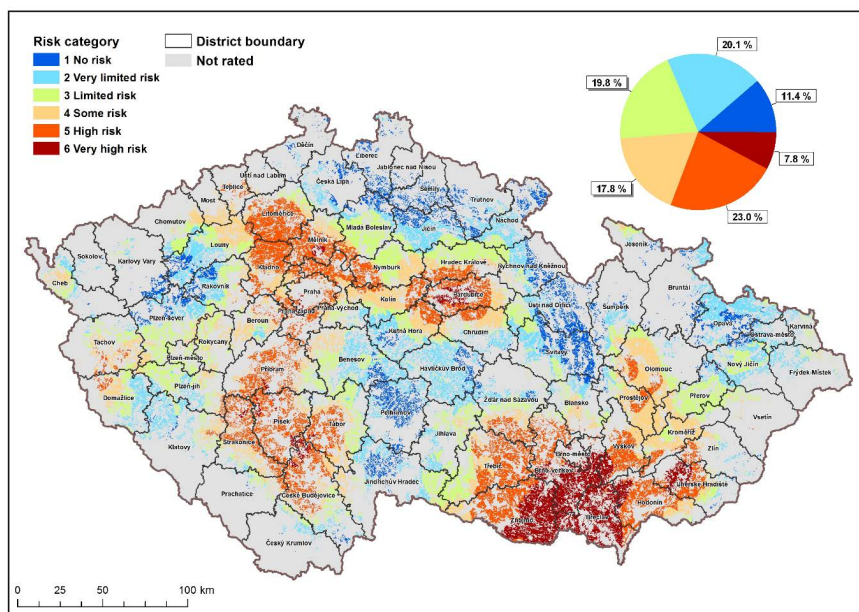 Risk category
1 No risk
2 Very limited risk
3 Limited risk
4 Some risk
5 High risk
6 Very high risk
District boundary
Not rated
20.1 %
19.8 %
11.4 %
7.8 %
17.8 %
23.0 %
Děčín
Liberec
Ústí nad Labem
Česká Lípa
Jablonec nad Nisou
Semily
Teplice
Trutnov
Most
Litoměřice
Chomutov
Mladá Boleslav
Jičín
Náchod
Jeseník
Louny
Mělník
Sokolov
Karlovy Vary
Hradec Králové
Rychnov nad Kněžnou
Cheb
Rakovník
Kladno
Nymburk
Bruntál
Praha
Kolín
Pardubice
Plzeň-sever
Praha-západ
Praha-východ
Ústí nad Orlicí
Šumperk
Opava
Beroun
Kutná Hora
Chrudim
Ostrava-město
Karviná
Tachov
Rokycany
Plzeň-město
Svitavy
Benešov
Nový Jičín
Frýdek-Místek
Příbram
Havlíčkův Brod
Olomouc
Plzeň-jih
Domažlice
Žďár nad Sázavou
Prostějov
Přerov
Pelhřimov
Blansko
Vsetín
Písek
Tábor
Klatovy
Strakonice
Jihlava
Kroměříž
Vyškov
Zlín
Třebíč
Brno-město
Brno-venkov
Prachatice
České Budějovice
Jindřichův Hradec
Uherské Hradiště
Hodonín
Znojmo
Břeclav
Český Krumlov
0 25 50 100 km